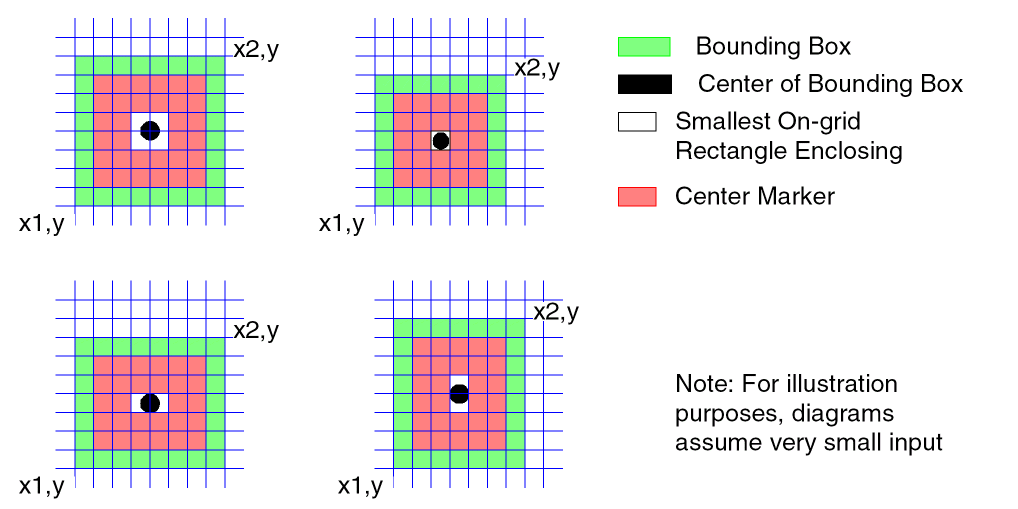 x2,y
x1,y
x2,y
x1,y
Bounding Box
Center of Bounding Box
Smallest On-grid
Rectangle Enclosing
Center Marker
x2,y
x1,y
x2,y
x1,y
Note: For illustration
purposes, diagrams
assume very small input